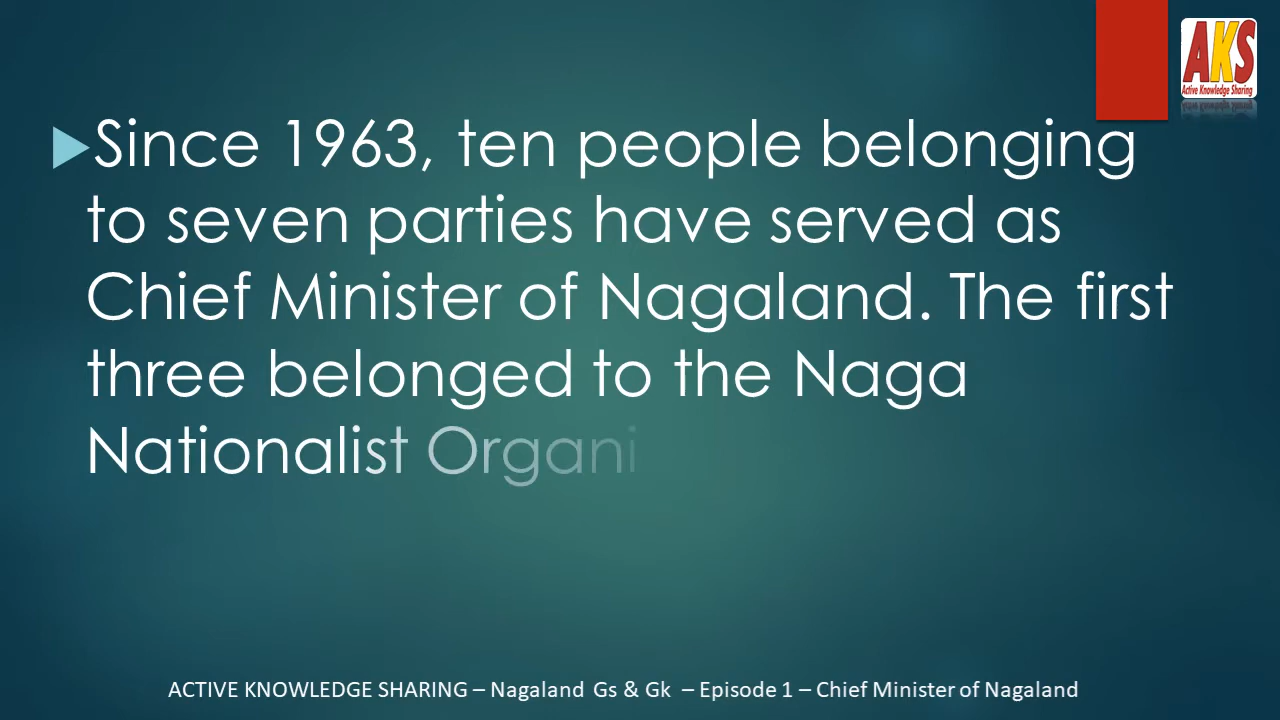 AKS
Active Knowledge Sharing
Since 1963, ten people belonging
to seven parties have served as
Chief Minister of Nagaland. The first
three belonged to the Naga
Nationalist Organi
ACTIVE KNOWLEDGE SHARING – Nagaland Gs & Gk – Episode 1 – Chief Minister of Nagaland